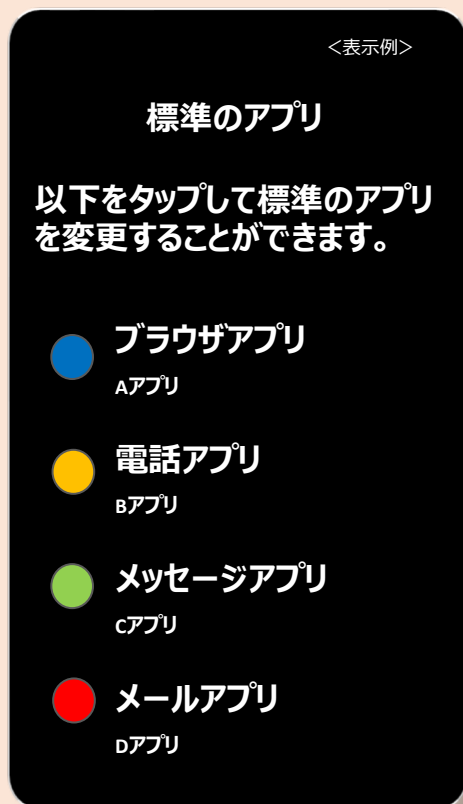 <表示例>
標準のアプリ
以下をタップして標準のアプリ
を変更することができます。
ブラウザアプリ
Aアプリ
電話アプリ
Bアプリ
メッセージアプリ
Cアプリ
メールアプリ
Dアプリ